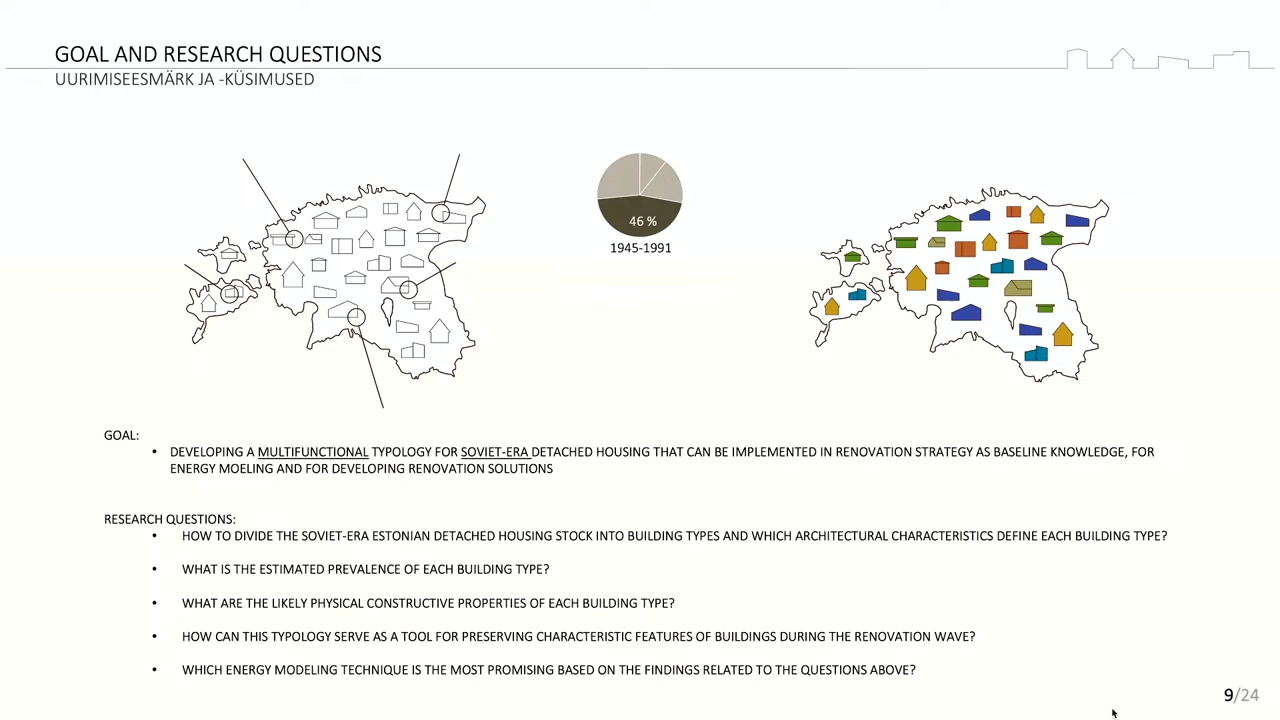 GOAL AND RESEARCH QUESTIONS
UURIMISEESMÄRK JA -KÜSIMUSED
46 %
1945-1991
GOAL:
• DEVELOPING A MULTIFUNCTIONAL TYPOLOGY FOR SOVIET-ERA DETACHED HOUSING THAT CAN BE IMPLEMENTED IN RENOVATION STRATEGY AS BASELINE KNOWLEDGE, FOR
ENERGY MOELING AND FOR DEVELOPING RENOVATION SOLUTIONS
RESEARCH QUESTIONS:
• HOW TO DIVIDE THE SOVIET-ERA ESTONIAN DETACHED HOUSING STOCK INTO BUILDING TYPES AND WHICH ARCHITECTURAL CHARACTERISTICS DEFINE EACH BUILDING TYPE?
• WHAT IS THE ESTIMATED PREVALENCE OF EACH BUILDING TYPE?
• WHAT ARE THE LIKELY PHYSICAL CONSTRUCTIVE PROPERTIES OF EACH BUILDING TYPE?
• HOW CAN THIS TYPOLOGY SERVE AS A TOOL FOR PRESERVING CHARACTERISTIC FEATURES OF BUILDINGS DURING THE RENOVATION WAVE?
• WHICH ENERGY MODELING TECHNIQUE IS THE MOST PROMISING BASED ON THE FINDINGS RELATED TO THE QUESTIONS ABOVE?
9/24